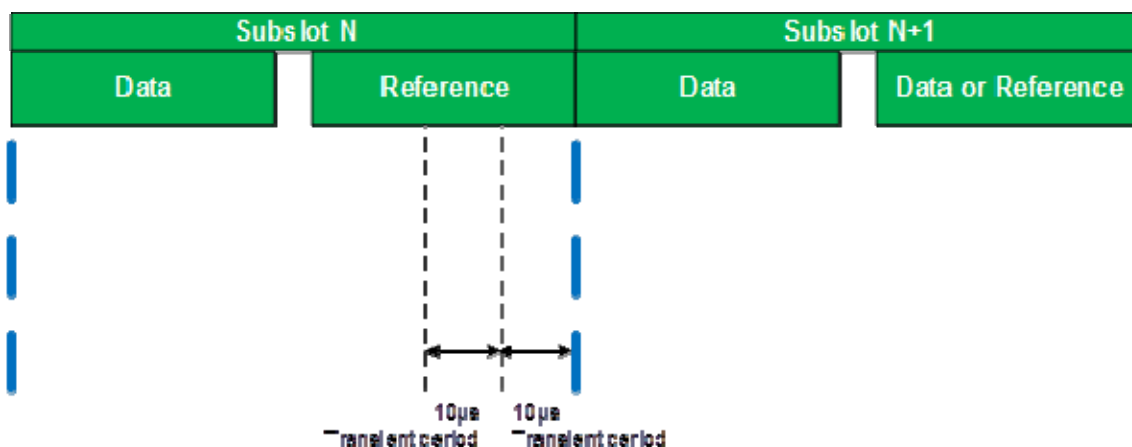 Subslot N
Subslot N+1
Data
Reference
Data
Data or Reference
10µs
10µs
Transient period
Transient period